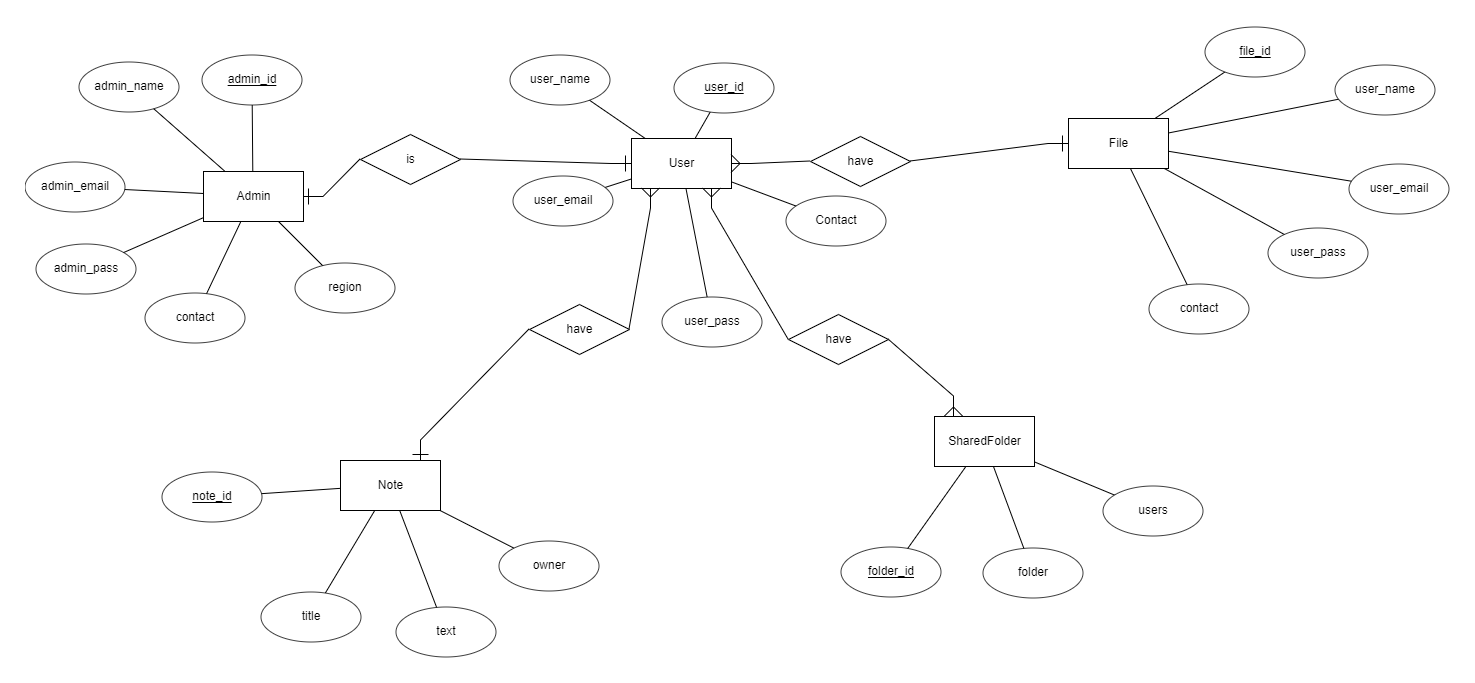 file_id
admin_name
admin_id
user_name
user_id
user_name
is
User
have
File
admin_email
Admin
user_email
Contact
user_email
admin_pass
region
user_pass
contact
have
user_pass
have
contact
SharedFolder
note_id
Note
users
owner
folder_id
folder
title
text